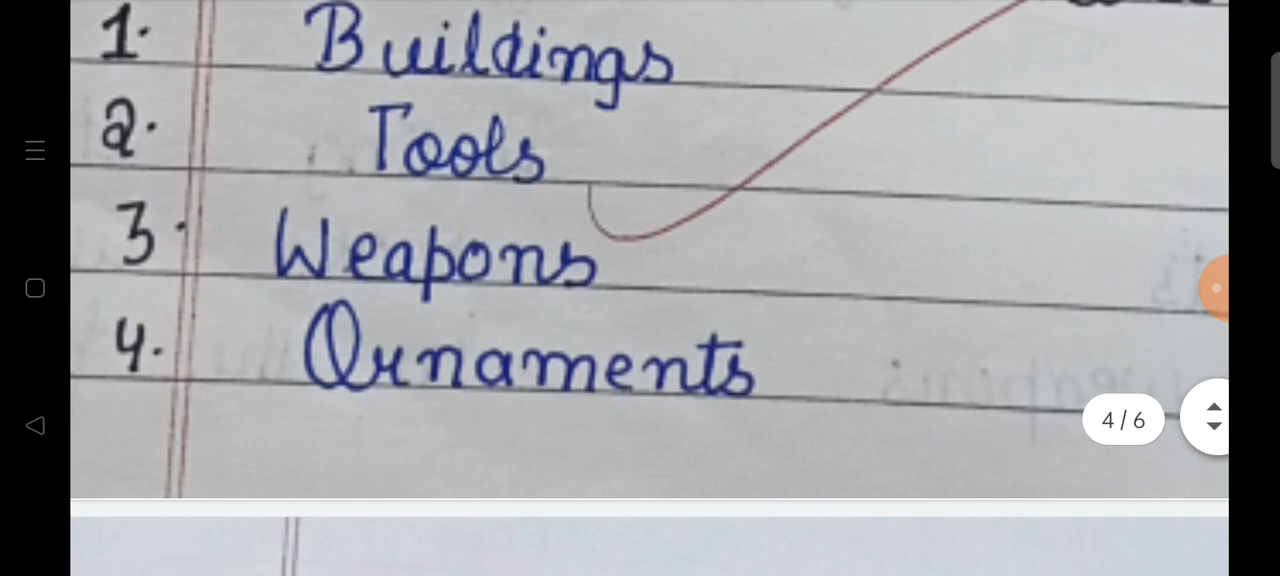 1. Buildings
2. Tools
3. Weapons
4. Ornaments
4 / 6